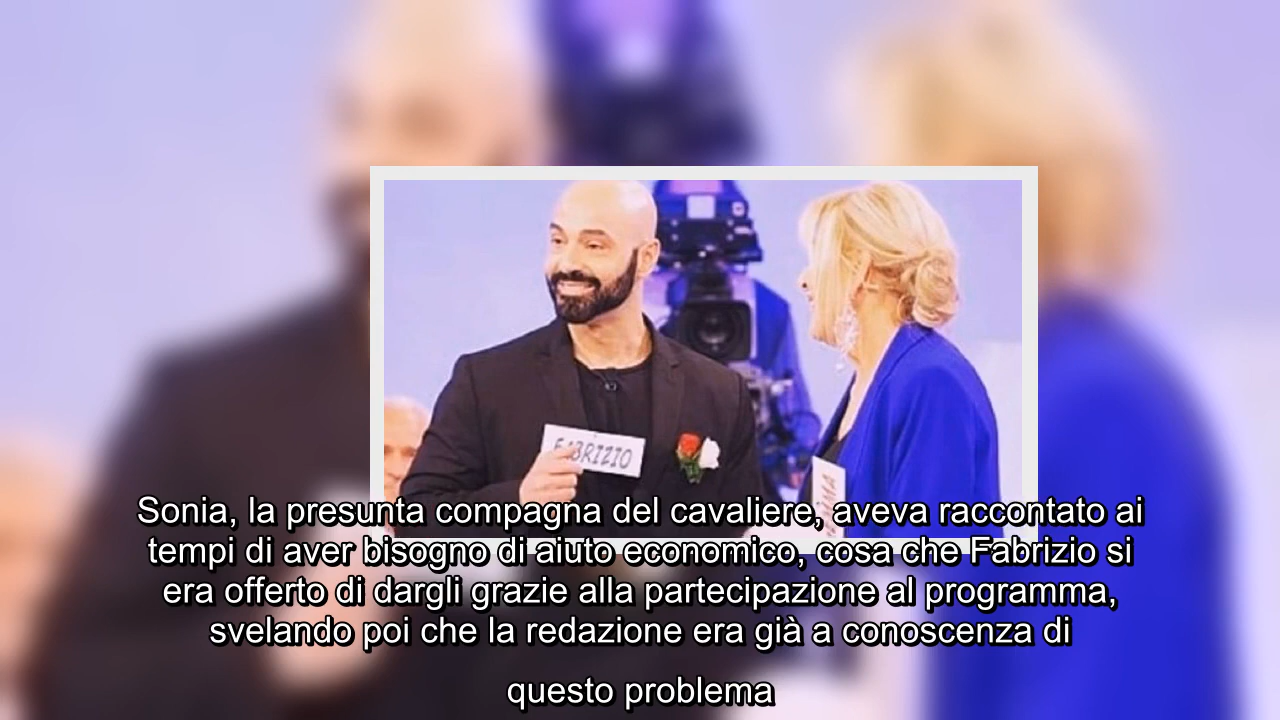 FABRIZIO
Sonia, la presunta compagna del cavaliere, aveva raccontato ai
tempi di aver bisogno di aiuto economico, cosa che Fabrizio si
era offerto di dargli grazie alla partecipazione al programma,
svelando poi che la redazione era già a conoscenza di
questo problema